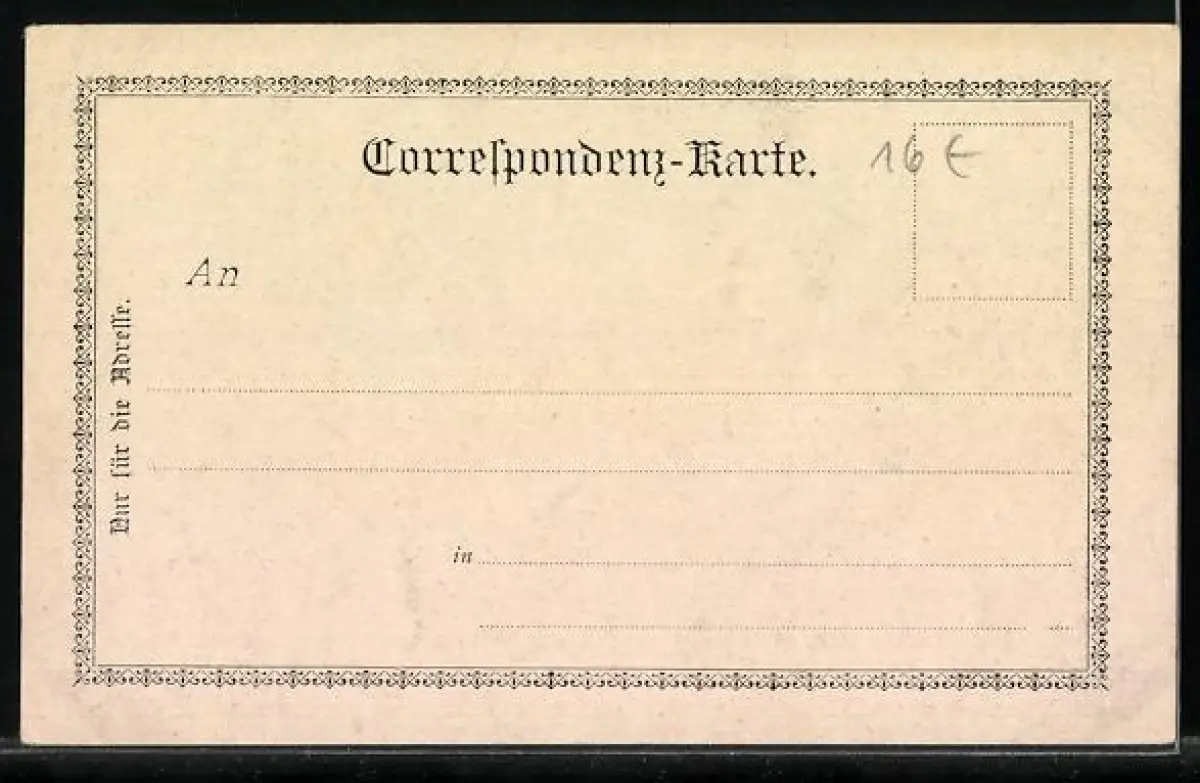 Correſpondenz-Karte.
16 €
An
Nur für die Adreſſe.
in